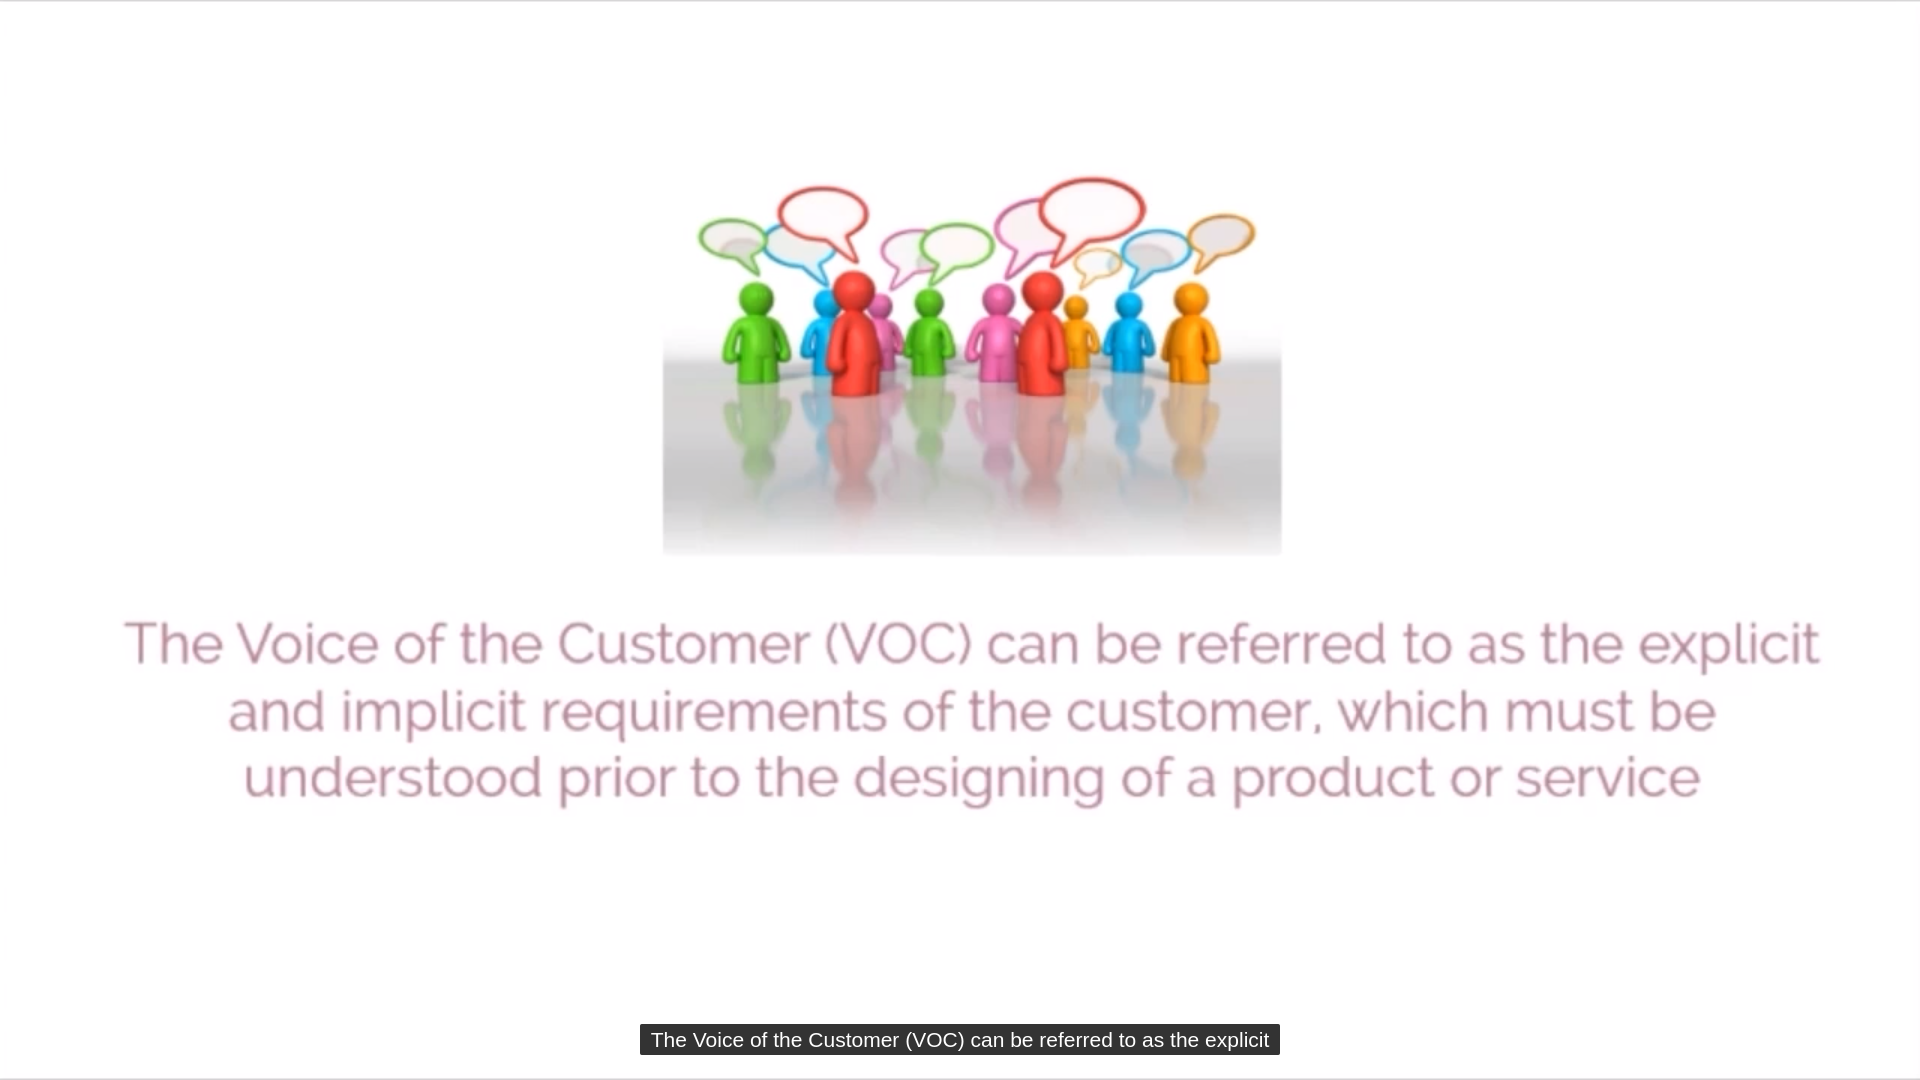 The Voice of the Customer (VOC) can be referred to as the explicit
and implicit requirements of the customer, which must be
understood prior to the designing of a product or service
The Voice of the Customer (VOC) can be referred to as the explicit